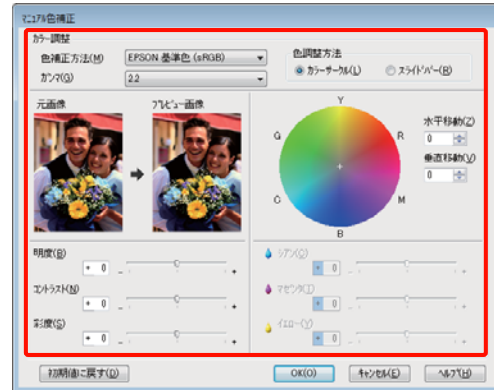 マニュアル色補正
カラー調整
色補正方法(M)
EPSON 基準色 (sRGB)
ガンマ(G)
2.2
色調整方法
カラーサークル(L)
スライドバー(R)
元画像
プレビュー画像
Y
G
R
C
M
B
水平移動(Z)
0
垂直移動(V)
0
明度(B)
+ 0
- +
コントラスト(N)
+ 0
- +
彩度(S)
+ 0
- +
シアン(C)
+ 0
- +
マゼンタ(T)
+ 0
- +
イエロー(Y)
+ 0
- +
初期値に戻す(D)
OK(O)
キャンセル(E)
ヘルプ(H)